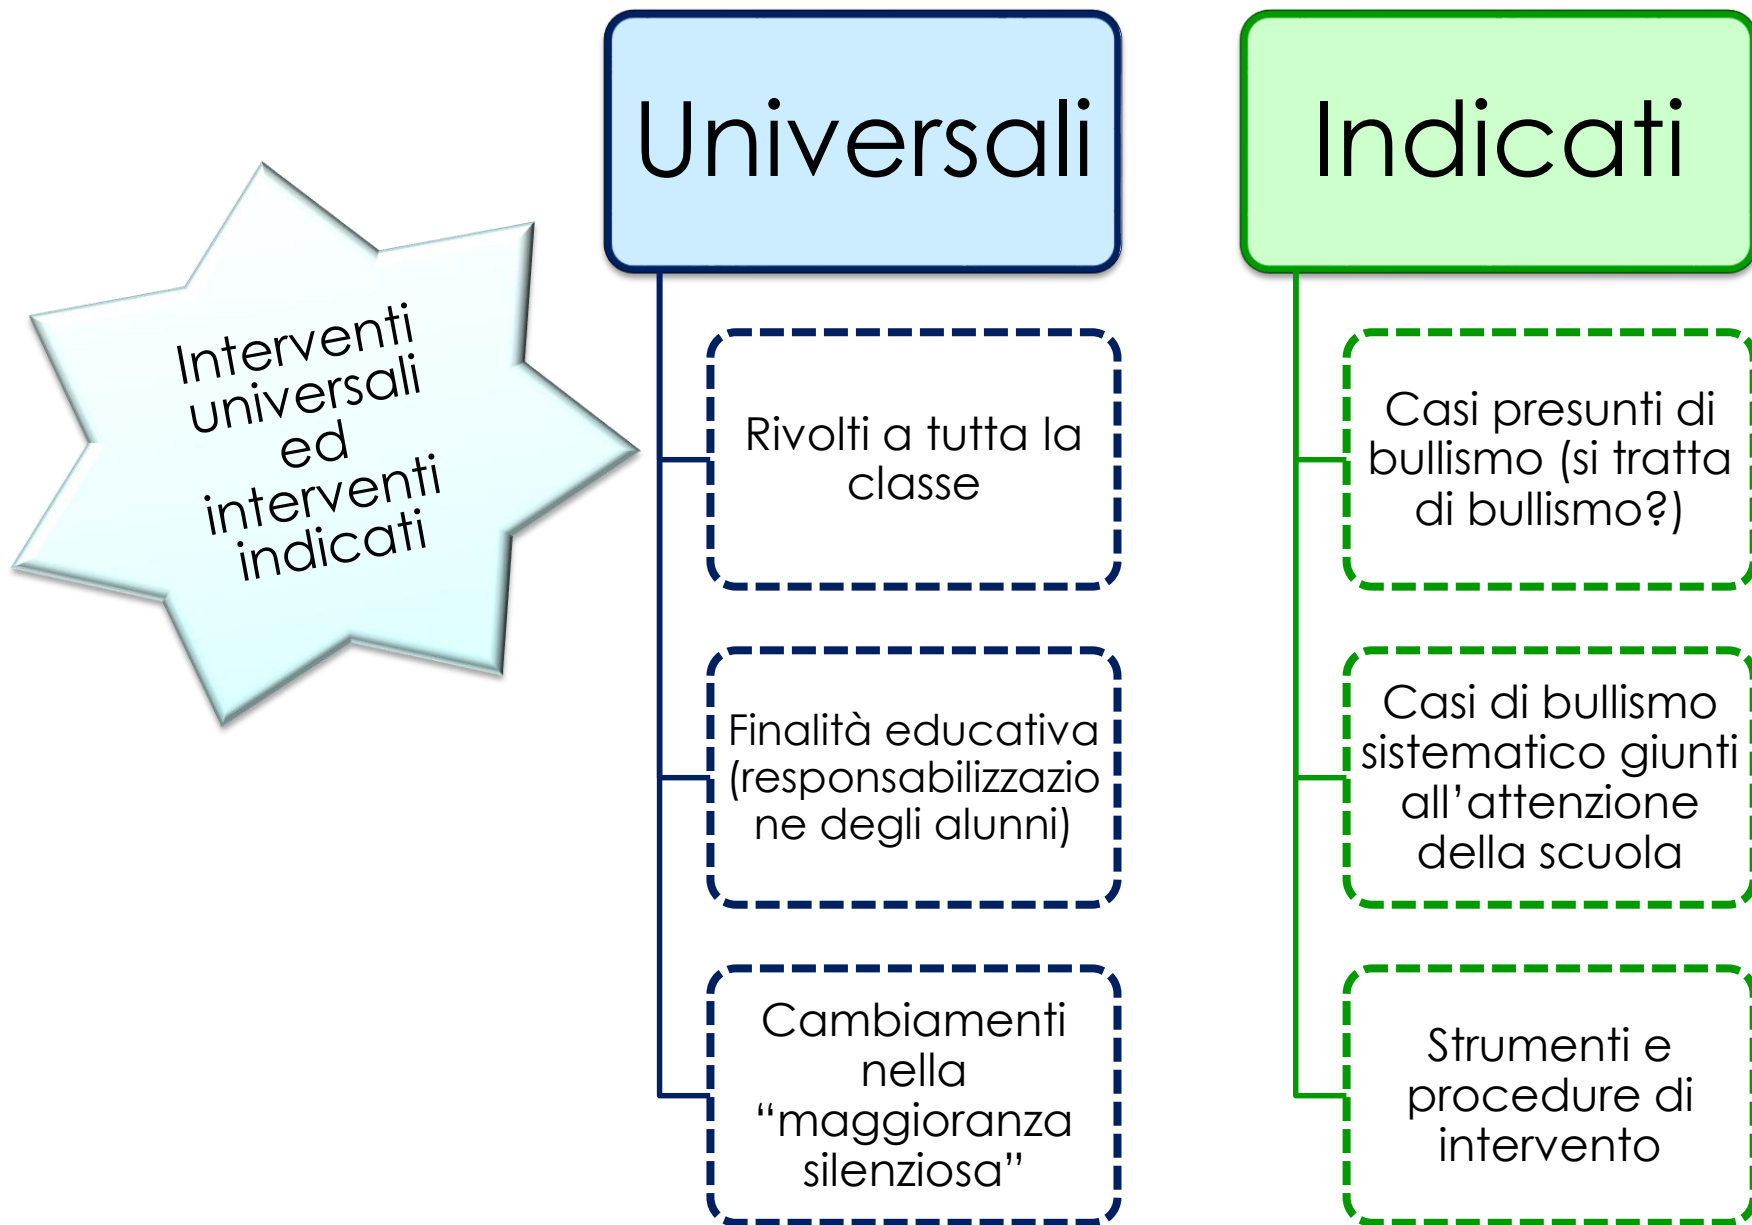 Interventi
universali
ed
interventi
indicati
Universali
Rivolti a tutta la
classe
Finalità educativa
(responsabilizzazio
ne degli alunni)
Cambiamenti
nella
“maggioranza
silenziosa”
Indicati
Casi presunti di
bullismo (si tratta
di bullismo?)
Casi di bullismo
sistematico giunti
all’attenzione
della scuola
Strumenti e
procedure di
intervento